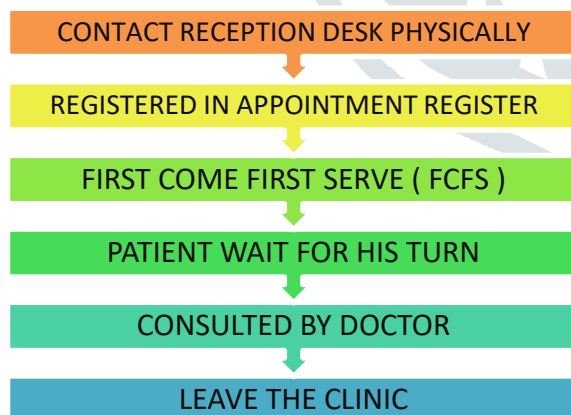 CONTACT RECEPTION DESK PHYSICALLY
REGISTERED IN APPOINTMENT REGISTER
FIRST COME FIRST SERVE ( FCFS )
PATIENT WAIT FOR HIS TURN
CONSULTED BY DOCTOR
LEAVE THE CLINIC